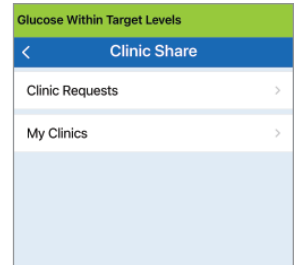 Glucose Within Target Levels
Clinic Share
Clinic Requests
My Clinics